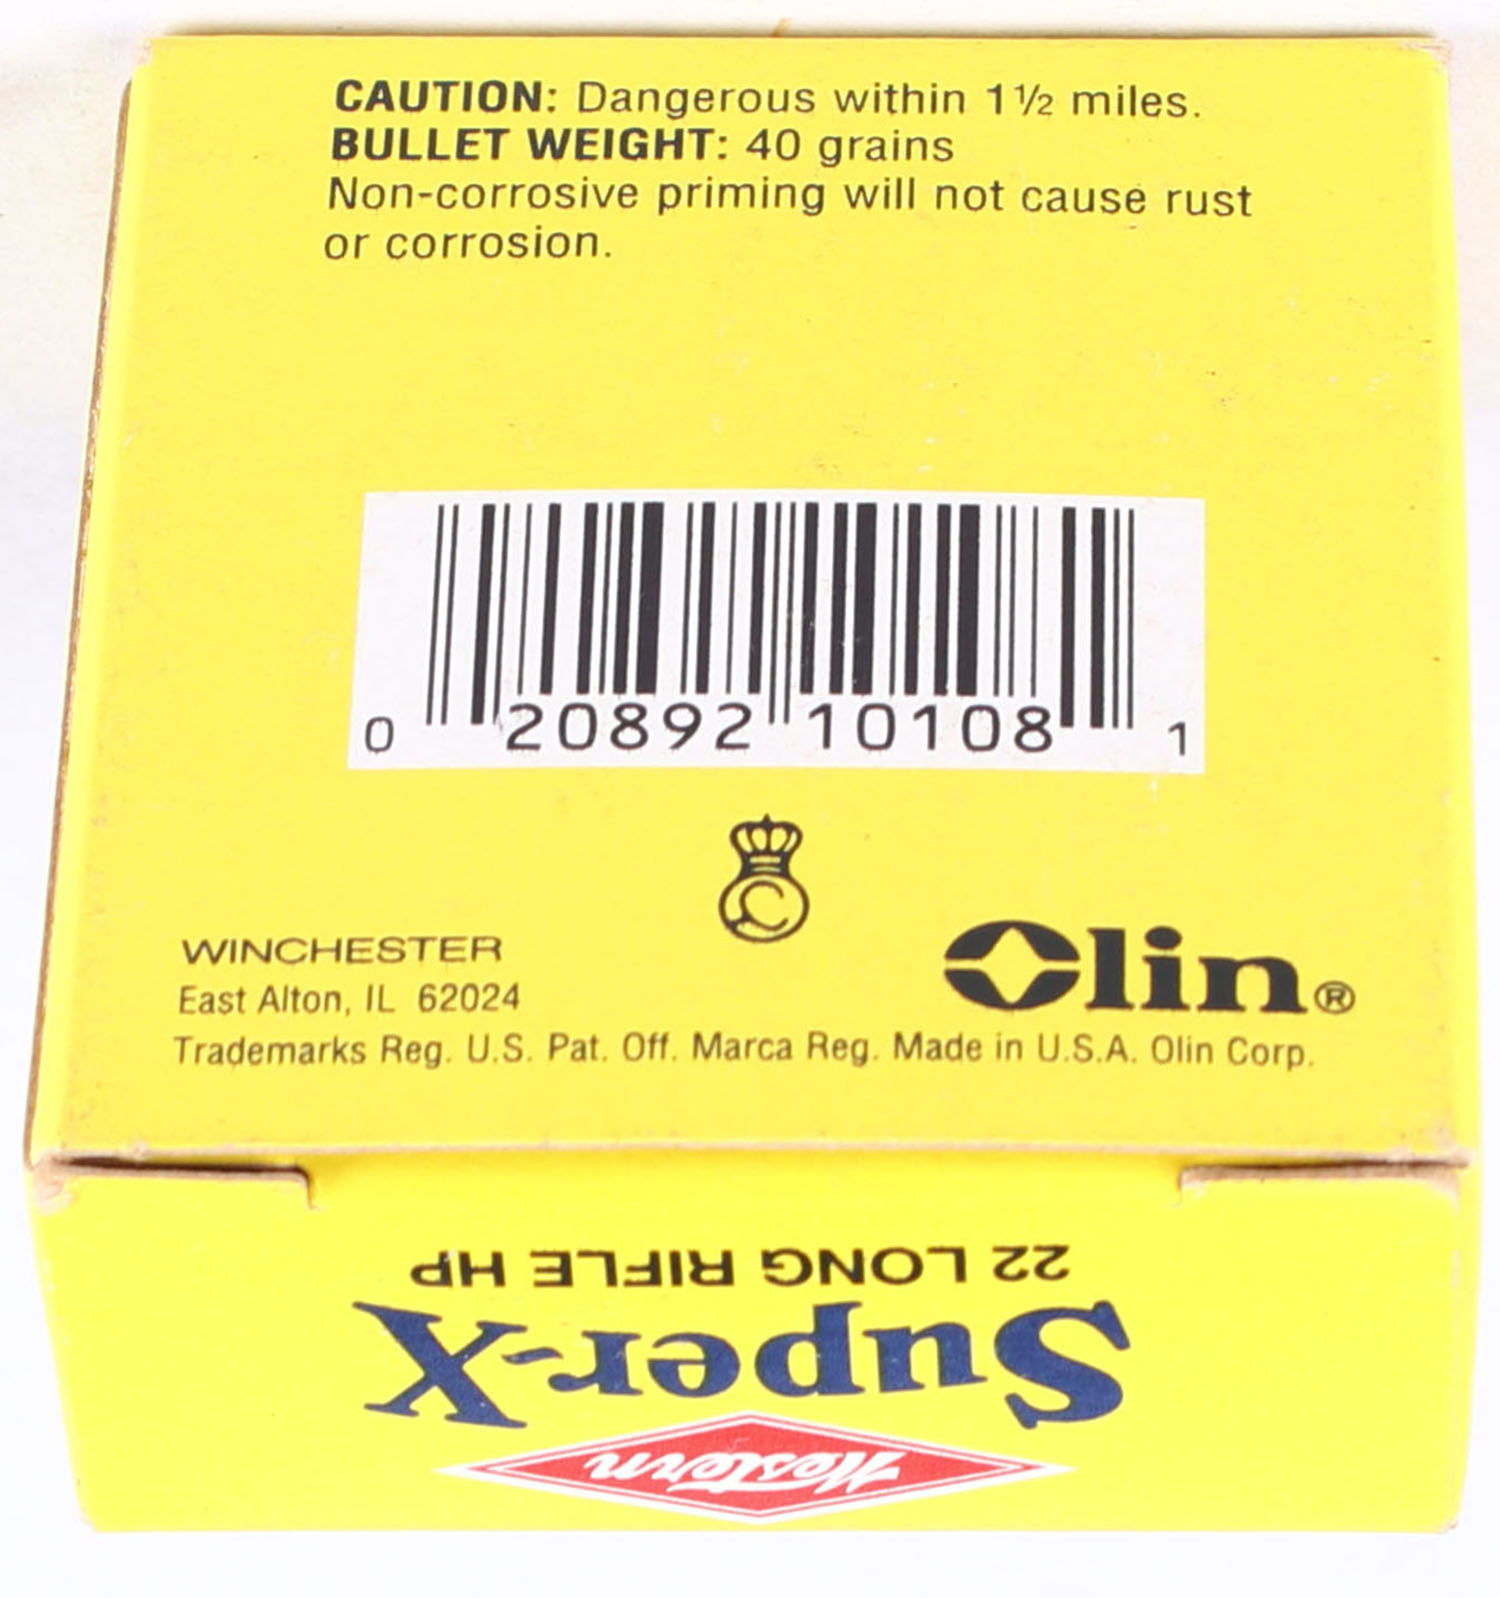 CAUTION: Dangerous within 1½ miles.
BULLET WEIGHT: 40 grains
Non-corrosive priming will not cause rust
or corrosion.
0 20892 10108 1
C
WINCHESTER
East Alton, IL 62024
Olin®
Trademarks Reg. U.S. Pat. Off. Marca Reg. Made in U.S.A. Olin Corp.
Western
Super-X
22 LONG RIFLE HP